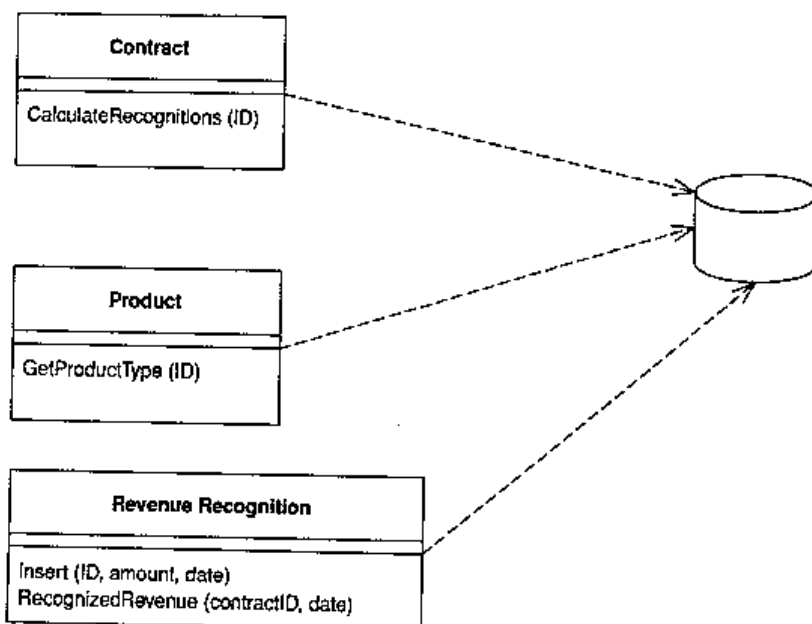 Contract
CalculateRecognitions (ID)
Product
GetProductType (ID)
Revenue Recognition
Insert (ID, amount, date)
RecognizedRevenue (contractID, date)